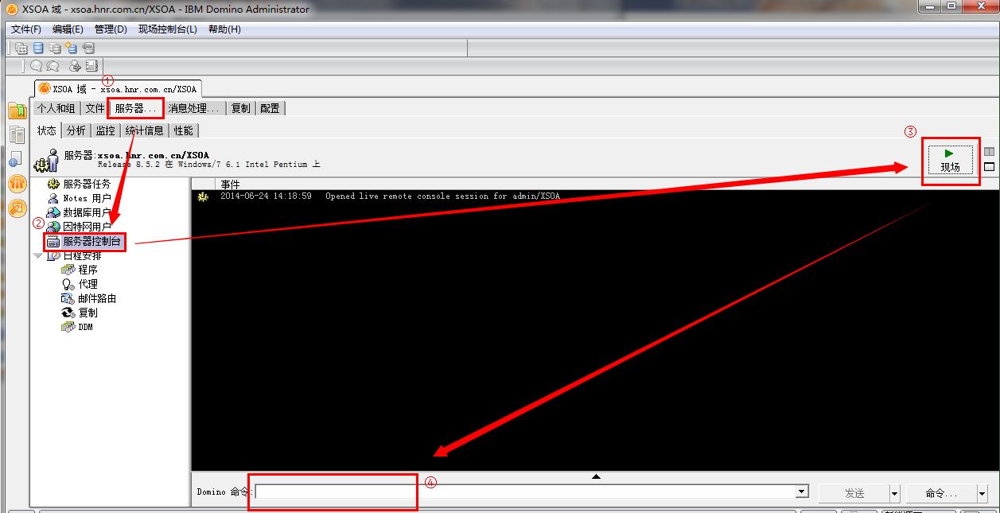 XSOA 域 - xsoa.hnr.com.cn/XSOA - IBM Domino Administrator
文件(F) 编辑(E) 管理(D) 现场控制台(L) 帮助(H)
①
XSOA 域 - xsoa.hnr.com.cn/XSOA
个人和组 文件 服务器... 消息处理... 复制 配置
状态 分析 监控 统计信息 性能
③
服务器:xsoa.hnr.com.cn/XSOA
Release 8.5.2 在 Windows/7 6.1 Intel Pentium 上
现场
服务器任务
事件
Notes 用户
2014-06-24 14:18:59 Opened live remote console session for admin/XSOA
数据库用户
②
因特网用户
服务器控制台
日程安排
程序
代理
邮件路由
复制
DDM
④
Domino 命令:
发送
命令...